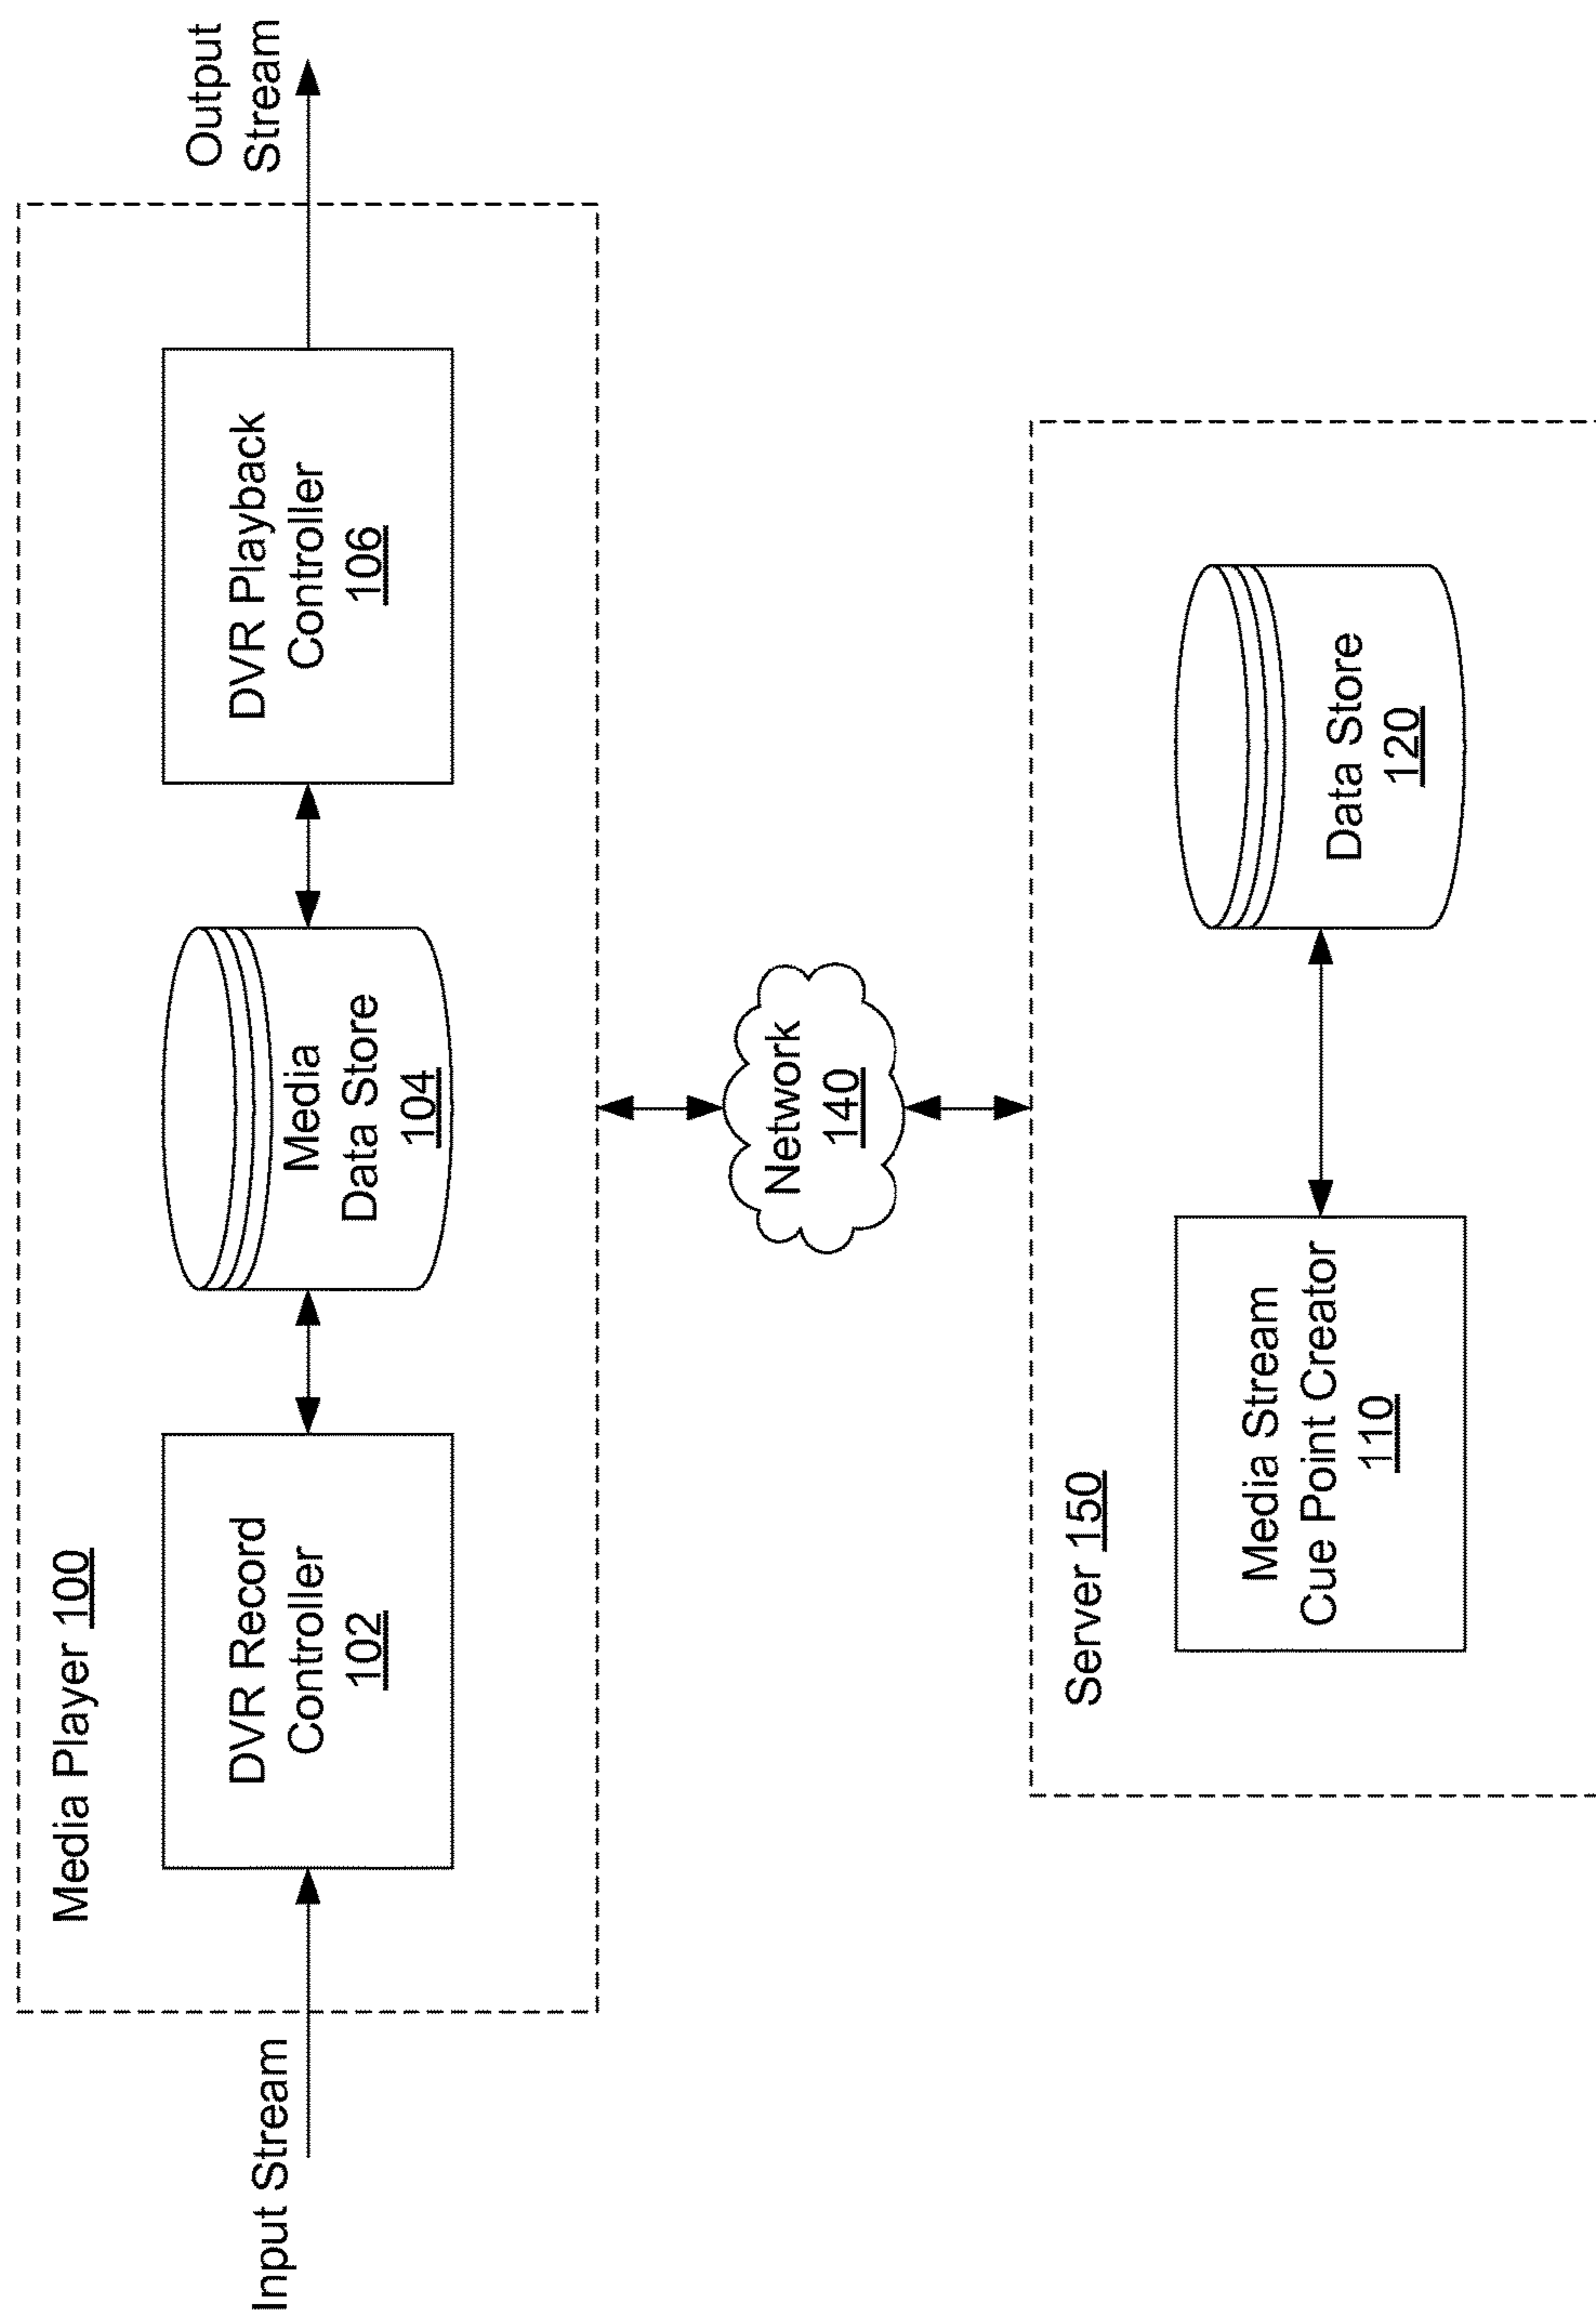 Media Player 100
Input Stream
DVR Record
Controller
102
Media
Data Store
104
DVR Playback
Controller
106
Output
Stream
Network
140
Server 150
Media Stream
Cue Point Creator
110
Data Store
120